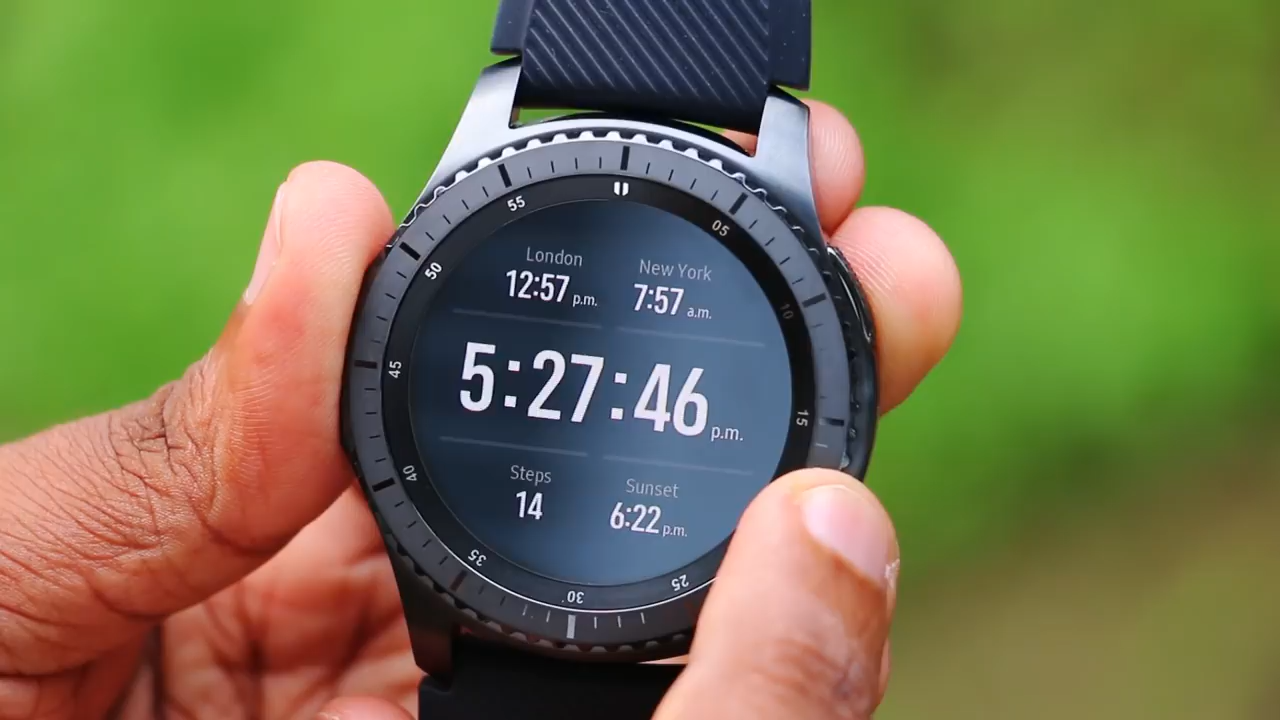 55
05
50
10
45
15
40
35
30
25
London
New York
12:57 p.m.
7:57 a.m.
5:27:46 p.m.
Steps
Sunset
14
6:22 p.m.